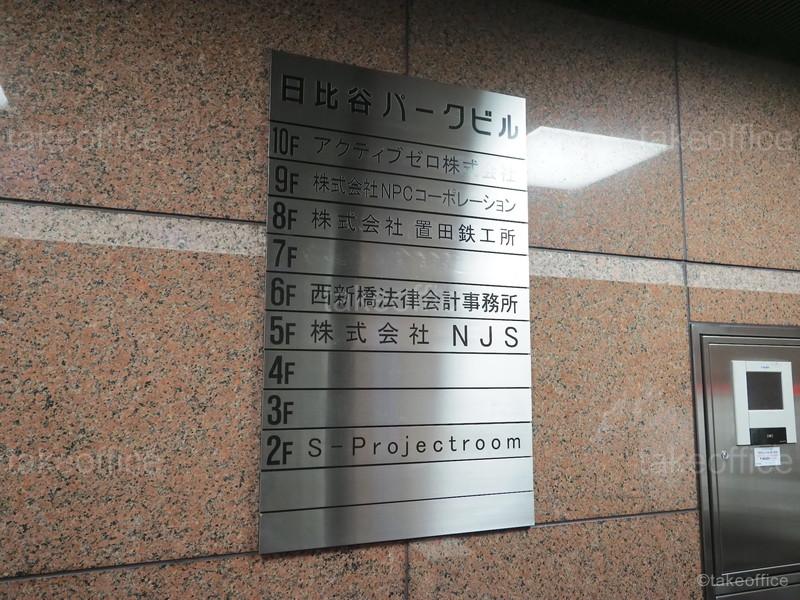 日比谷パークビル
10F アクティブゼロ株式会社
9F 株式会社NPCコーポレーション
8F 株式会社 置田鉄工所
7F
6F 西新橋法律会計事務所
5F 株式会社 NJS
4F
3F
2F S-Projectroom
takeoffice
takeoffice
takeoffice
takeoffice
takeoffice
©takeoffice